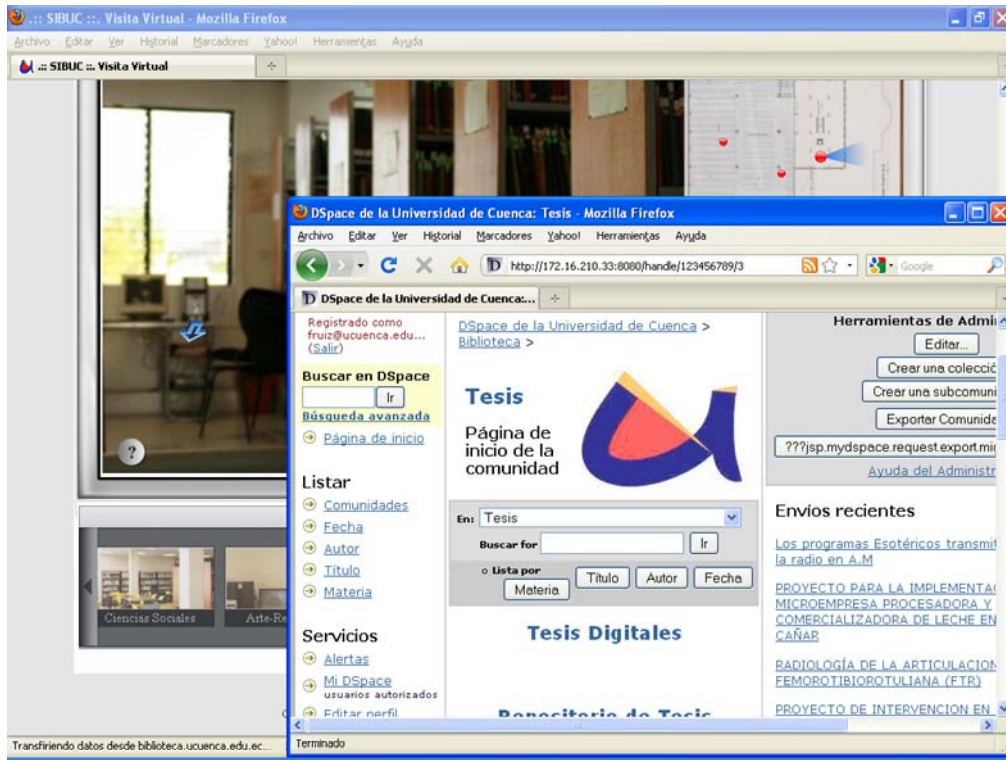 .:: SIBUC ::. Visita Virtual - Mozilla Firefox
Archivo Editar Ver Historial Marcadores Yahoo! Herramientas Ayuda
.:: SIBUC ::. Visita Virtual
?
Ciencias Sociales
Arte-Re
Transfiriendo datos desde biblioteca.ucuenca.edu.ec...
DSpace de la Universidad de Cuenca: Tesis - Mozilla Firefox
Archivo Editar Ver Historial Marcadores Yahoo! Herramientas Ayuda
http://172.16.210.33:8080/handle/123456789/3
Google
DSpace de la Universidad de Cuenca:...
Registrado como
fruiz@ucuenca.edu...
(Salir)
Buscar en DSpace
Ir
Búsqueda avanzada
Página de inicio
Listar
Comunidades
Fecha
Autor
Título
Materia
Servicios
Alertas
Mi DSpace
usuarios autorizados
Editar perfil
DSpace de la Universidad de Cuenca >
Biblioteca >
Tesis
Página de
inicio de la
comunidad
En: Tesis
Buscar for Ir
Lista por
Materia Título Autor Fecha
Tesis Digitales
Repositorio de Tesis
Herramientas de Admi
Editar...
Crear una colecció
Crear una subcomuni
Exportar Comunida
???jsp.mydspace.request.export.mig
Ayuda del Administr
Envíos recientes
Los programas Esotéricos transmit
la radio en A.M
PROYECTO PARA LA IMPLEMENTAC
MICROEMPRESA PROCESADORA Y
COMERCIALIZADORA DE LECHE EN
CAÑAR
RADIOLOGÍA DE LA ARTICULACION
FEMOROTIBIOROTULIANA (FTR)
PROYECTO DE INTERVENCION EN
Terminado